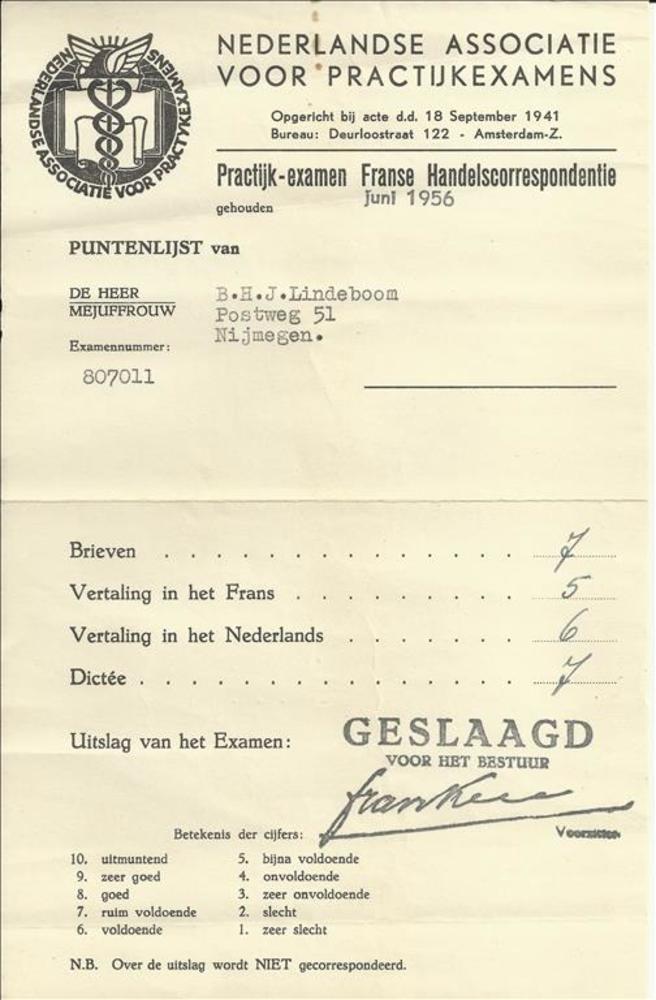 NEDERLANDSE ASSOCIATIE VOOR PRACTIJKEXAMENS
NEDERLANDSE ASSOCIATIE
VOOR PRACTIJKEXAMENS
Opgericht bij acte d.d. 18 September 1941
Bureau: Deurloostraat 122 - Amsterdam-Z.
Practijk-examen Franse Handelscorrespondentie
gehouden Juni 1956
PUNTENLIJST van
DE HEER
MEJUFFROUW
B.H.J.Lindeboom
Postweg 51
Nijmegen.
Examennummer:
807011
Brieven . . . . . . . . . . . . . . 7
Vertaling in het Frans . . . . . . . . . 5
Vertaling in het Nederlands . . . . . . . 6
Dictée . . . . . . . . . . . . . . . 7
Uitslag van het Examen: GESLAAGD
VOOR HET BESTUUR
Voorzitter
Betekenis der cijfers:
10. uitmuntend
9. zeer goed
8. goed
7. ruim voldoende
6. voldoende
5. bijna voldoende
4. onvoldoende
3. zeer onvoldoende
2. slecht
1. zeer slecht
N.B. Over de uitslag wordt NIET gecorrespondeerd.